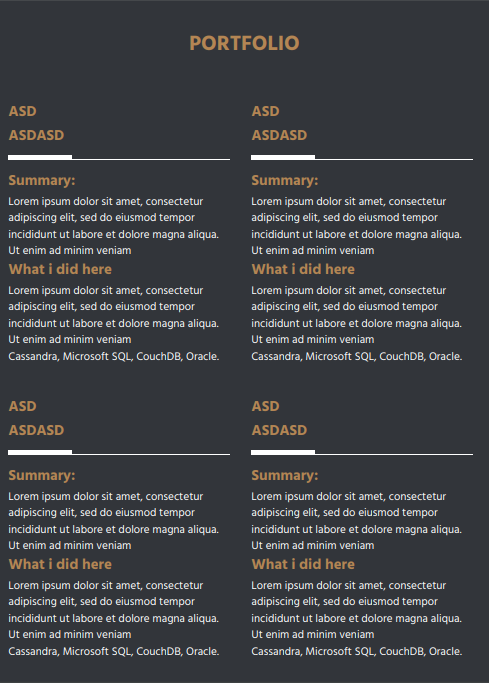 PORTFOLIO
ASD
ASDASD
Summary:
Lorem ipsum dolor sit amet, consectetur
adipiscing elit, sed do eiusmod tempor
incididunt ut labore et dolore magna aliqua.
Ut enim ad minim veniam
What i did here
Lorem ipsum dolor sit amet, consectetur
adipiscing elit, sed do eiusmod tempor
incididunt ut labore et dolore magna aliqua.
Ut enim ad minim veniam
Cassandra, Microsoft SQL, CouchDB, Oracle.
ASD
ASDASD
Summary:
Lorem ipsum dolor sit amet, consectetur
adipiscing elit, sed do eiusmod tempor
incididunt ut labore et dolore magna aliqua.
Ut enim ad minim veniam
What i did here
Lorem ipsum dolor sit amet, consectetur
adipiscing elit, sed do eiusmod tempor
incididunt ut labore et dolore magna aliqua.
Ut enim ad minim veniam
Cassandra, Microsoft SQL, CouchDB, Oracle.
ASD
ASDASD
Summary:
Lorem ipsum dolor sit amet, consectetur
adipiscing elit, sed do eiusmod tempor
incididunt ut labore et dolore magna aliqua.
Ut enim ad minim veniam
What i did here
Lorem ipsum dolor sit amet, consectetur
adipiscing elit, sed do eiusmod tempor
incididunt ut labore et dolore magna aliqua.
Ut enim ad minim veniam
Cassandra, Microsoft SQL, CouchDB, Oracle.
ASD
ASDASD
Summary:
Lorem ipsum dolor sit amet, consectetur
adipiscing elit, sed do eiusmod tempor
incididunt ut labore et dolore magna aliqua.
Ut enim ad minim veniam
What i did here
Lorem ipsum dolor sit amet, consectetur
adipiscing elit, sed do eiusmod tempor
incididunt ut labore et dolore magna aliqua.
Ut enim ad minim veniam
Cassandra, Microsoft SQL, CouchDB, Oracle.